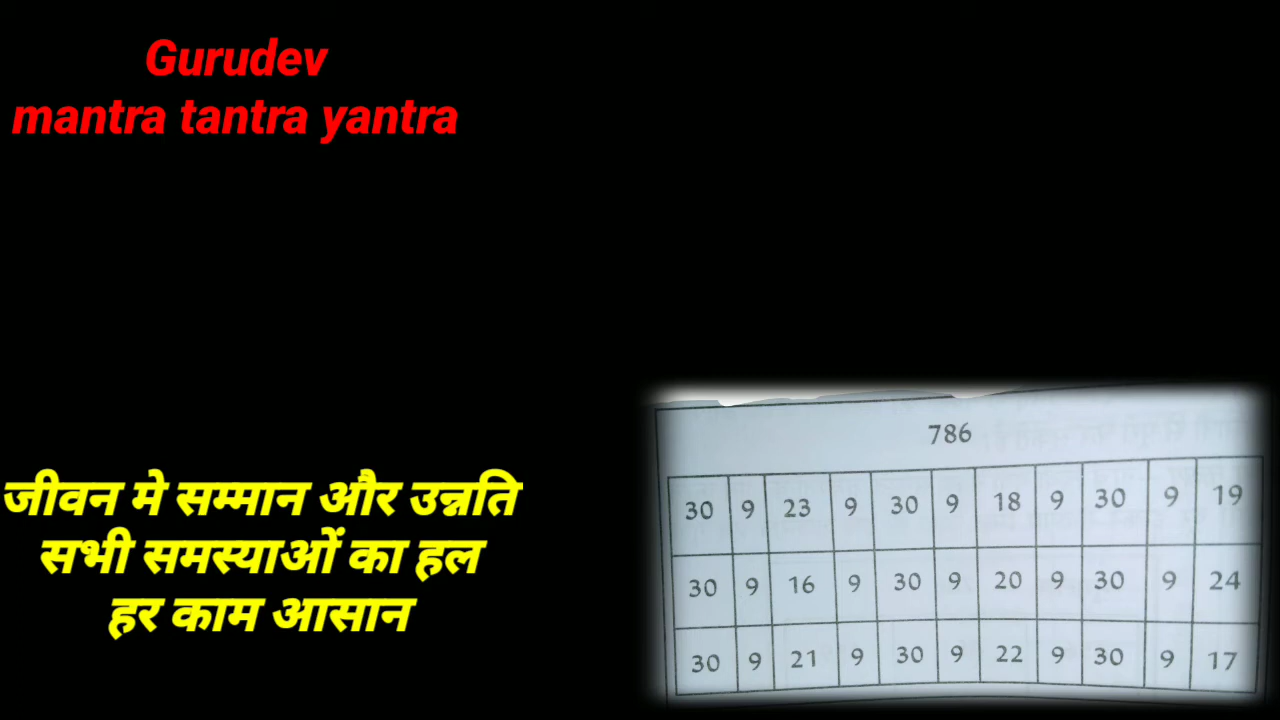 Gurudev
mantra tantra yantra
जीवन मे सम्मान और उन्नति
सभी समस्याओं का हल
हर काम आसान
786
30 9 23 9 30 9 18 9 30 9 19
30 9 16 9 30 9 20 9 30 9 24
30 9 21 9 30 9 22 9 30 9 17